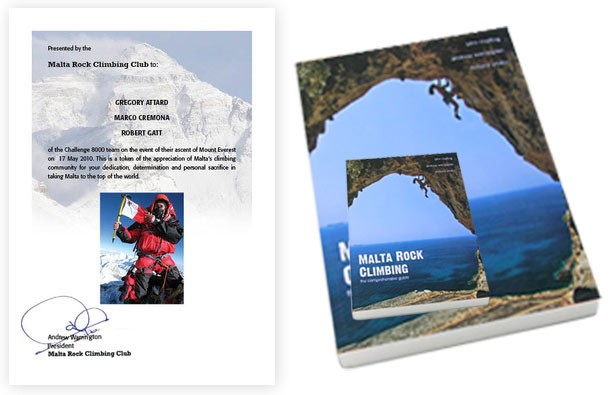 Presented by the
Malta Rock Climbing Club to:
GREGORY ATTARD
MARCO CREMONA
ROBERT GATT
of the Challenge 8000 team on the event of their ascent of Mount Everest
on 17 May 2010. This is a token of the appreciation of Malta's climbing
community for your dedication, determination and personal sacrifice in
taking Malta to the top of the world.
Andrew Warrington
President
Malta Rock Climbing Club
MALTA ROCK
CLIMBING
the comprehensive guide